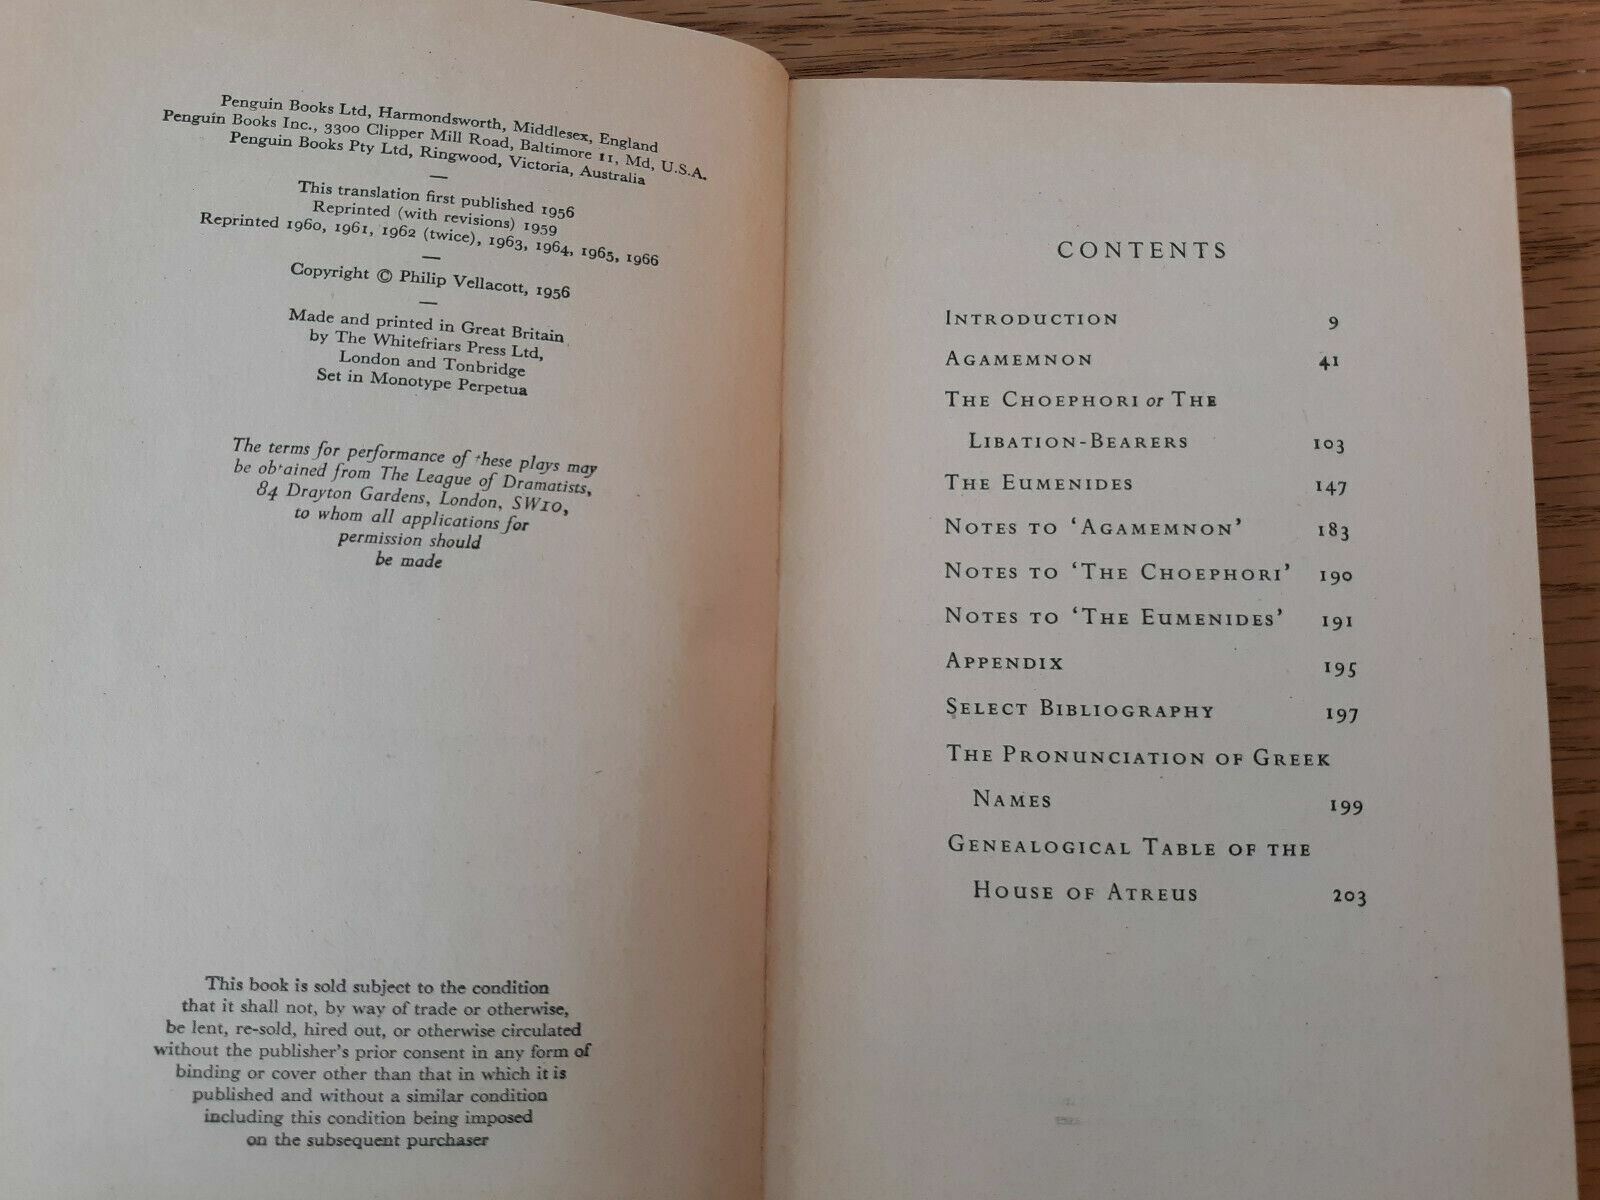 Penguin Books Ltd, Harmondsworth, Middlesex, England
Penguin Books Inc., 3300 Clipper Mill Road, Baltimore 11, Md, U.S.A.
Penguin Books Pty Ltd, Ringwood, Victoria, Australia
—
This translation first published 1956
Reprinted (with revisions) 1959
Reprinted 1960, 1961, 1962 (twice), 1963, 1964, 1965, 1966
—
Copyright © Philip Vellacott, 1956
—
Made and printed in Great Britain
by The Whitefriars Press Ltd,
London and Tonbridge
Set in Monotype Perpetua
The terms for performance of these plays may
be obtained from The League of Dramatists,
84 Drayton Gardens, London, SW10,
to whom all applications for
permission should
be made
This book is sold subject to the condition
that it shall not, by way of trade or otherwise,
be lent, re-sold, hired out, or otherwise circulated
without the publisher's prior consent in any form of
binding or cover other than that in which it is
published and without a similar condition
including this condition being imposed
on the subsequent purchaser
CONTENTS
INTRODUCTION 9
AGAMEMNON 41
THE CHOEPHORI or THE
LIBATION-BEARERS 103
THE EUMENIDES 147
NOTES TO ‘AGAMEMNON’ 183
NOTES TO ‘THE CHOEPHORI’ 190
NOTES TO ‘THE EUMENIDES’ 191
APPENDIX 195
SELECT BIBLIOGRAPHY 197
THE PRONUNCIATION OF GREEK
NAMES 199
GENEALOGICAL TABLE OF THE
HOUSE OF ATREUS 203